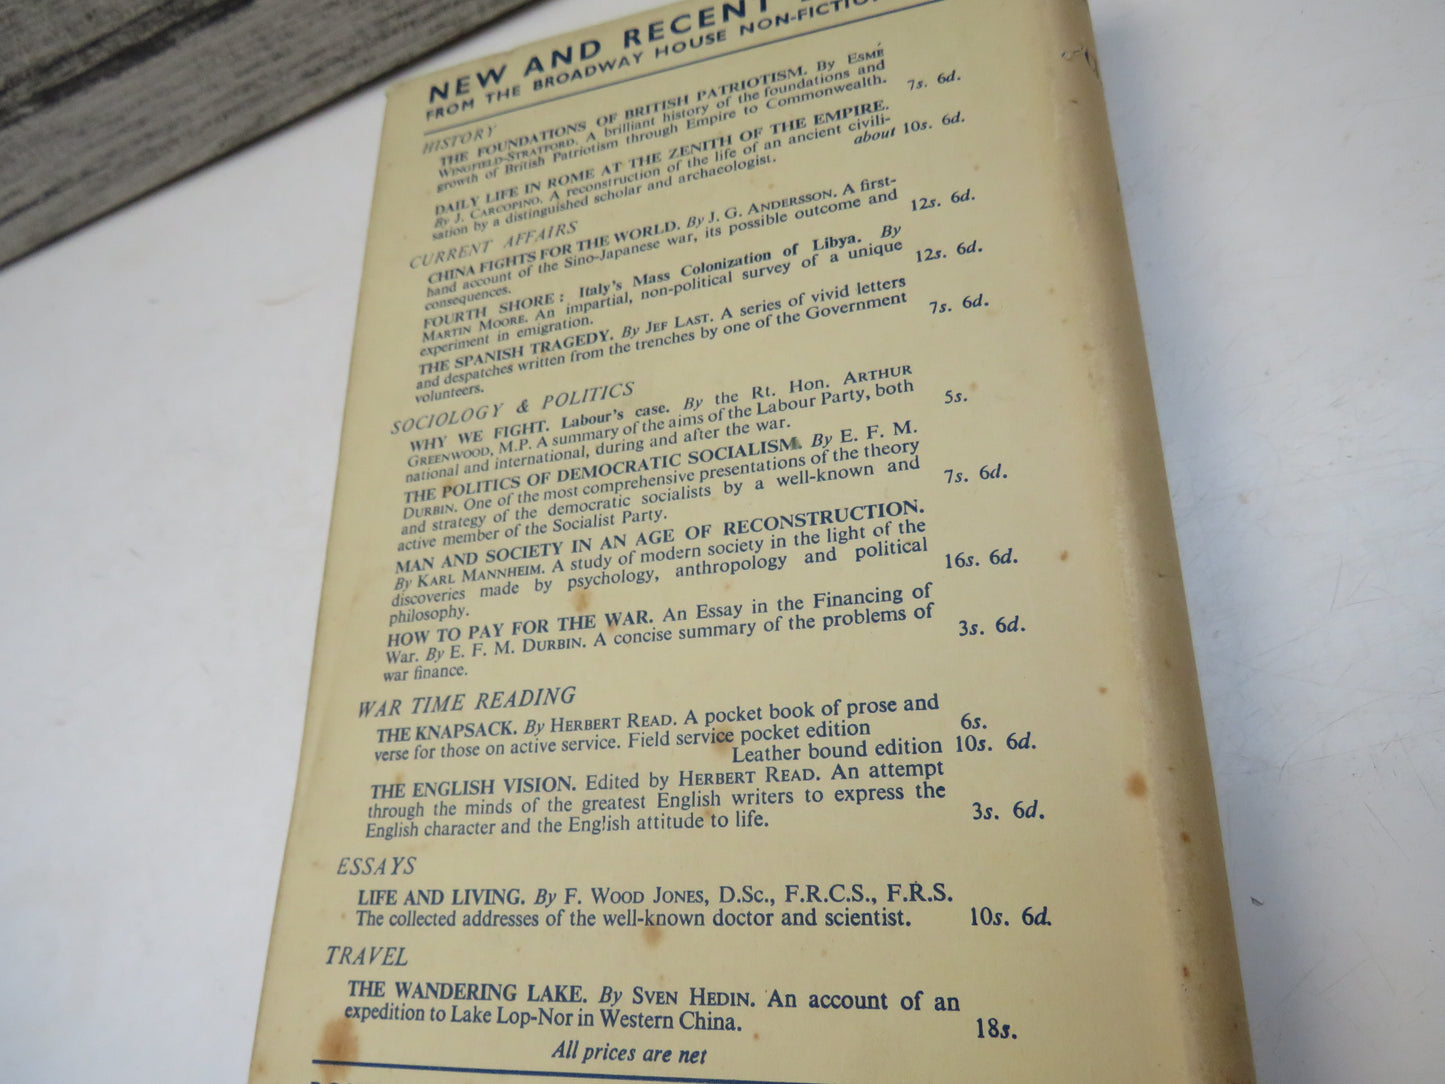 NEW AND RECENT
FROM THE BROADWAY HOUSE NON-FICTION
HISTORY
THE FOUNDATIONS OF BRITISH PATRIOTISM. By ESMÉ
WINGFIELD-STRATFORD. A brilliant history of the foundations and
growth of British Patriotism through Empire to Commonwealth. 7s. 6d.
DAILY LIFE IN ROME AT THE ZENITH OF THE EMPIRE.
By J. CARCOPINO. A reconstruction of the life of an ancient civili-
sation by a distinguished scholar and archaeologist. about 10s. 6d.
CURRENT AFFAIRS
CHINA FIGHTS FOR THE WORLD. By J. G. ANDERSSON. A first-
hand account of the Sino-Japanese war, its possible outcome and
consequences. 12s. 6d.
FOURTH SHORE: Italy's Mass Colonization of Libya. By
MARTIN MOORE. An impartial, non-political survey of a unique
experiment in emigration. 12s. 6d.
THE SPANISH TRAGEDY. By JEF LAST. A series of vivid letters
and despatches written from the trenches by one of the Government
volunteers. 7s. 6d.
SOCIOLOGY & POLITICS
WHY WE FIGHT. Labour's case. By the Rt. Hon. ARTHUR
GREENWOOD, M.P. A summary of the aims of the Labour Party, both
national and international, during and after the war. 5s.
THE POLITICS OF DEMOCRATIC SOCIALISM. By E. F. M.
DURBIN. One of the most comprehensive presentations of the theory
and strategy of the democratic socialists by a well-known and
active member of the Socialist Party. 7s. 6d.
MAN AND SOCIETY IN AN AGE OF RECONSTRUCTION.
By KARL MANNHEIM. A study of modern society in the light of the
discoveries made by psychology, anthropology and political
philosophy. 16s. 6d.
HOW TO PAY FOR THE WAR. An Essay in the Financing of
War. By E. F. M. DURBIN. A concise summary of the problems of
war finance. 3s. 6d.
WAR TIME READING
THE KNAPSACK. By HERBERT READ. A pocket book of prose and
verse for those on active service. Field service pocket edition 6s.
Leather bound edition 10s. 6d.
THE ENGLISH VISION. Edited by HERBERT READ. An attempt
through the minds of the greatest English writers to express the
English character and the English attitude to life. 3s. 6d.
ESSAYS
LIFE AND LIVING. By F. WOOD JONES, D.Sc., F.R.C.S., F.R.S.
The collected addresses of the well-known doctor and scientist. 10s. 6d.
TRAVEL
THE WANDERING LAKE. By SVEN HEDIN. An account of an
expedition to Lake Lop-Nor in Western China. 18s.
All prices are net